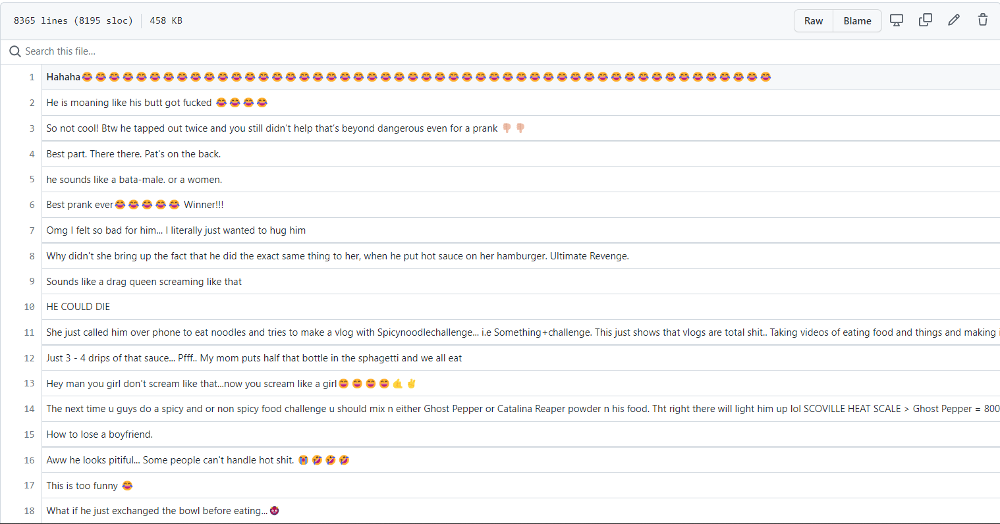 8365 lines (8195 sloc) 458 KB Raw Blame
Search this file...
1 Hahaha😂😂😂😂😂😂😂😂😂😂😂😂😂😂😂😂😂😂😂😂😂😂😂😂😂😂😂😂😂😂😂😂😂😂😂😂😂😂😂😂😂😂😂😂😂😂😂😂😂😂😂
2 He is moaning like his butt got fucked 😂😂😂😂
3 So not cool! Btw he tapped out twice and you still didn't help that's beyond dangerous even for a prank 👎🏼👎🏼
4 Best part. There there. Pat's on the back.
5 he sounds like a bata-male. or a women.
6 Best prank ever😂😂😂😂😂 Winner!!!
7 Omg I felt so bad for him... I literally just wanted to hug him
8 Why didn't she bring up the fact that he did the exact same thing to her, when he put hot sauce on her hamburger. Ultimate Revenge.
9 Sounds like a drag queen screaming like that
10 HE COULD DIE
11 She just called him over phone to eat noodles and tries to make a vlog with Spicynoodlechallenge... i.e Something+challenge. This just shows that vlogs are total shit.. Taking videos of eating food and things and making i
12 Just 3 - 4 drips of that sauce... Pfff.. My mom puts half that bottle in the sphagetti and we all eat
13 Hey man you girl don't scream like that...now you scream like a girl😄😄😄😄🤙✌
14 The next time u guys do a spicy and or non spicy food challenge u should mix n either Ghost Pepper or Catalina Reaper powder n his food. Tht right there will light him up lol SCOVILLE HEAT SCALE > Ghost Pepper = 800
15 How to lose a boyfriend.
16 Aww he looks pitiful... Some people can't handle hot shit. 😭🤣🤣🤣
17 This is too funny 😂
18 What if he just exchanged the bowl before eating...